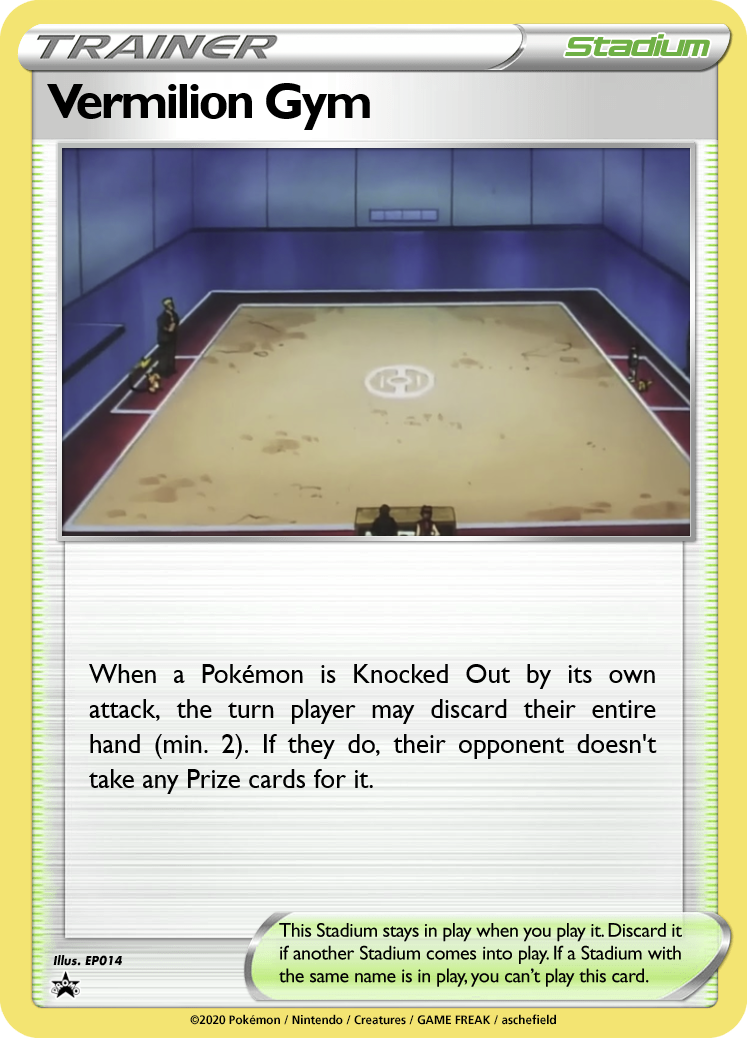 TRAINER
Stadium
Vermilion Gym
When a Pokémon is Knocked Out by its own
attack, the turn player may discard their entire
hand (min. 2). If they do, their opponent doesn't
take any Prize cards for it.
This Stadium stays in play when you play it. Discard it
if another Stadium comes into play. If a Stadium with
the same name is in play, you can’t play this card.
Illus. EP014
PROMO
©2020 Pokémon / Nintendo / Creatures / GAME FREAK / aschefield